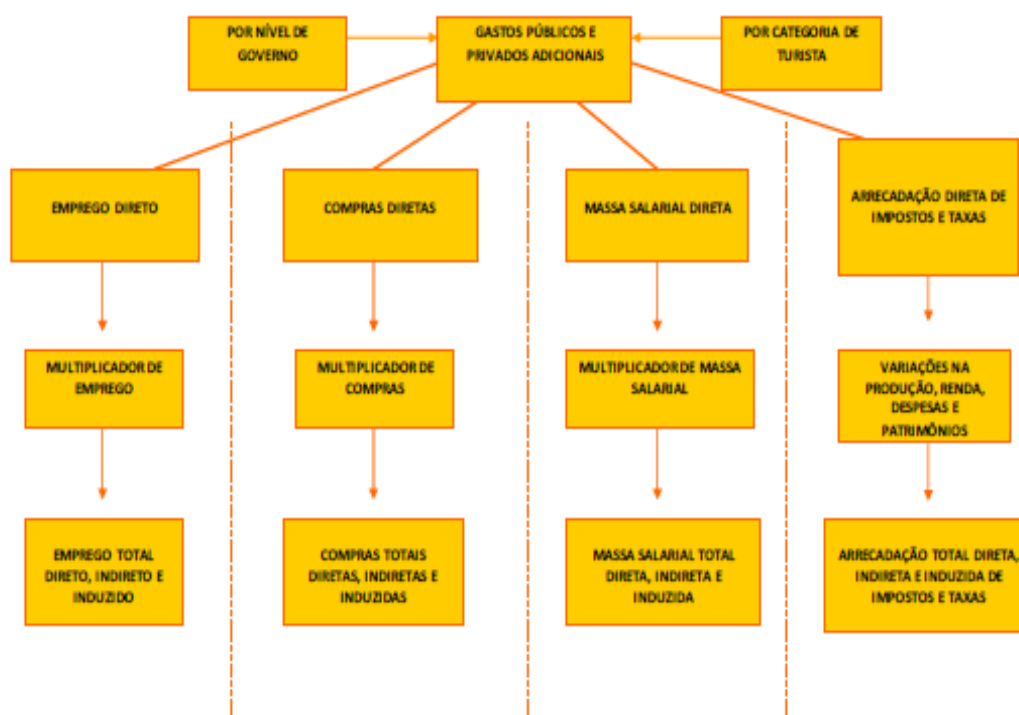 POR NÍVEL DE
GOVERNO
GASTOS PÚBLICOS E
PRIVADOS ADICIONAIS
POR CATEGORIA DE
TURISTA
EMPREGO DIRETO
COMPRAS DIRETAS
MASSA SALARIAL DIRETA
ARRECADAÇÃO DIRETA DE
IMPOSTOS E TAXAS
MULTIPLICADOR DE
EMPREGO
MULTIPLICADOR DE
COMPRAS
MULTIPLICADOR DE MASSA
SALARIAL
VARIAÇÕES NA
PRODUÇÃO, RENDA,
DESPESAS E
PATRIMÔNIOS
EMPREGO TOTAL
DIRETO, INDIRETO E
INDUZIDO
COMPRAS TOTAIS
DIRETAS, INDIRETAS E
INDUZIDAS
MASSA SALARIAL TOTAL
DIRETA, INDIRETA E
INDUZIDA
ARRECADAÇÃO TOTAL DIRETA,
INDIRETA E INDUZIDA DE
IMPOSTOS E TAXAS